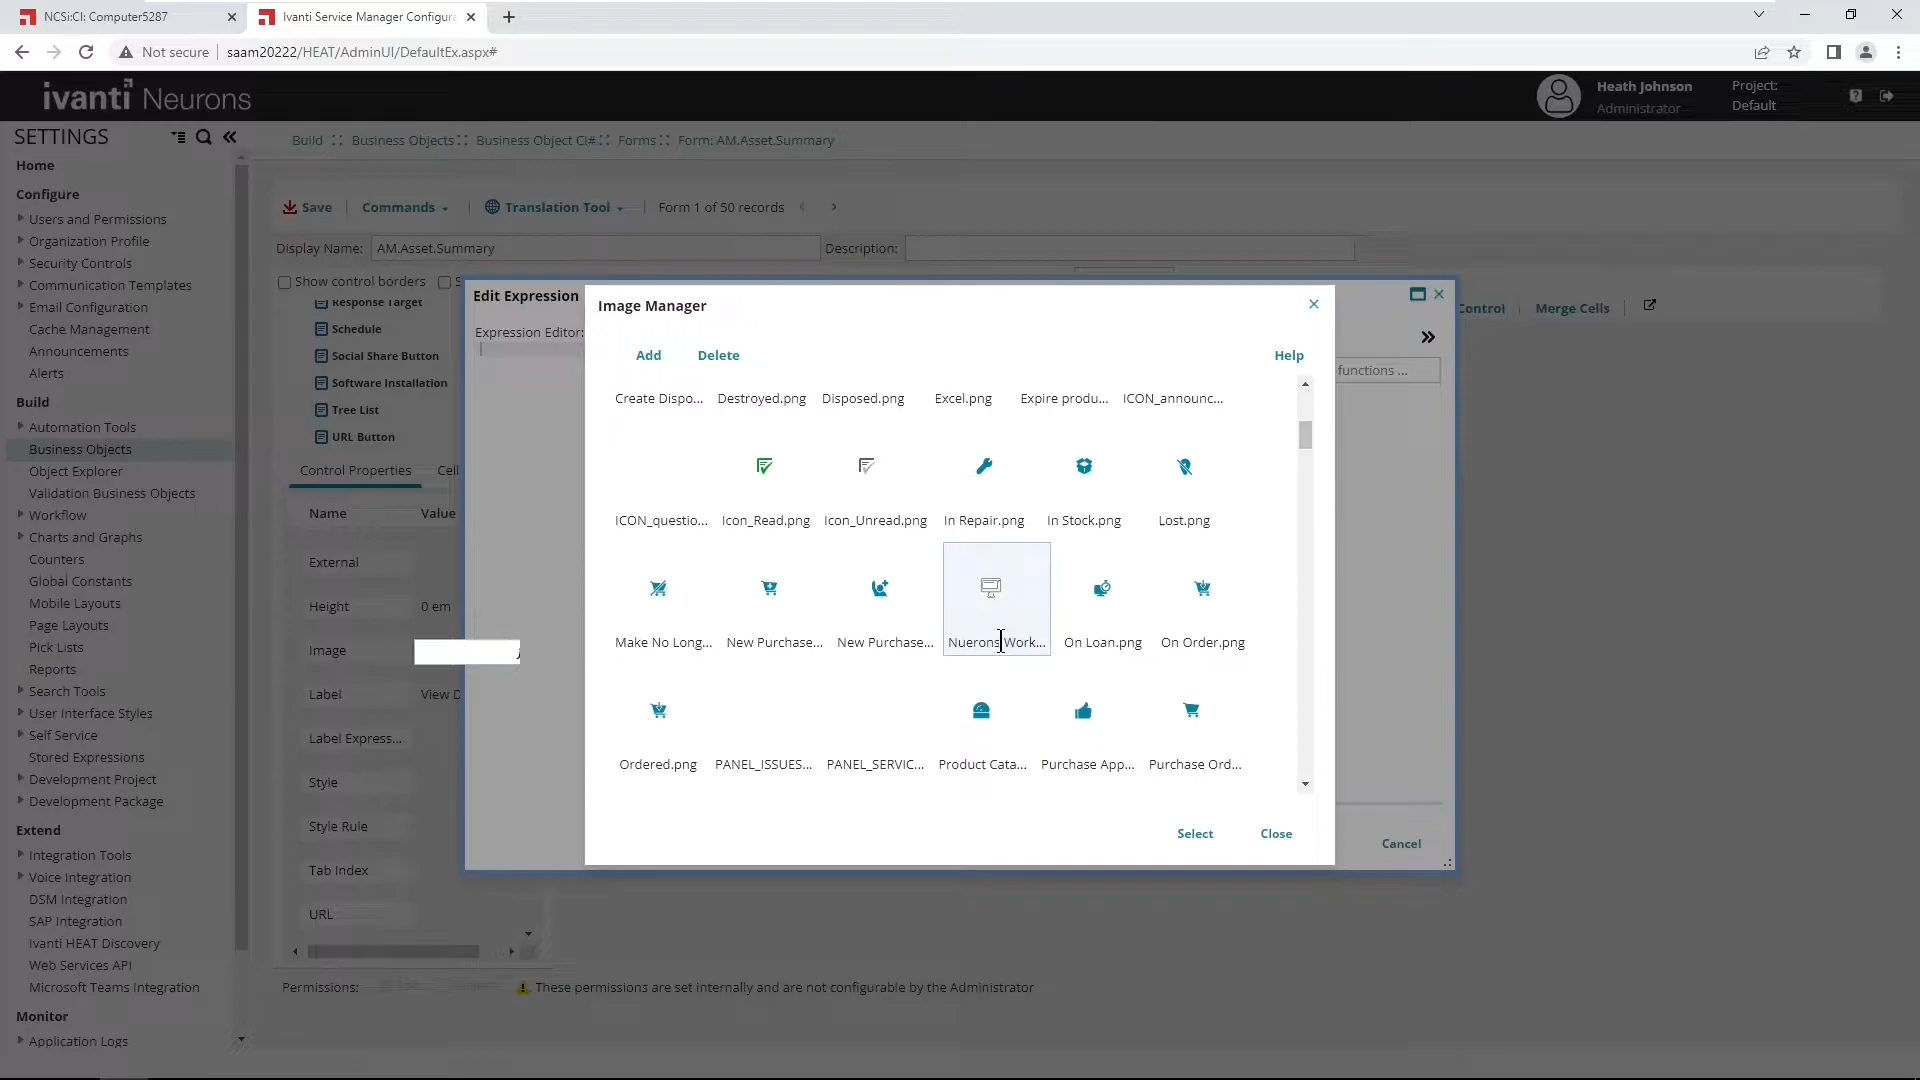 NCSi:CI: Computer5287
Ivanti Service Manager Configura
Not secure
saam20222/HEAT/AdminUI/DefaultEx.aspx#
ivanti Neurons
Heath Johnson
Administrator
Project:
Default
SETTINGS
Build
Business Objects
Business Object CI#
Forms
Form: AM.Asset.Summary
Home
Configure
Users and Permissions
Organization Profile
Security Controls
Communication Templates
Email Configuration
Cache Management
Announcements
Alerts
Build
Automation Tools
Business Objects
Object Explorer
Validation Business Objects
Workflow
Charts and Graphs
Counters
Global Constants
Mobile Layouts
Page Layouts
Pick Lists
Reports
Search Tools
User Interface Styles
Self Service
Stored Expressions
Development Project
Development Package
Extend
Integration Tools
Voice Integration
DSM Integration
SAP Integration
Ivanti HEAT Discovery
Web Services API
Microsoft Teams Integration
Monitor
Application Logs
Save
Commands
Translation Tool
Form 1 of 50 records
Display Name:
AM.Asset.Summary
Description:
Show control borders
Response Target
Schedule
Social Share Button
Software Installation
Tree List
URL Button
Control Properties
Cell
Name
Value
External
Height
0 em
Image
Label
View D
Label Express...
Style
Style Rule
Tab Index
URL
Permissions:
These permissions are set internally and are not configurable by the Administrator
Control
Merge Cells
Edit Expression
Expression Editor:
functions ...
Cancel
Image Manager
Add
Delete
Help
Create Dispo...
Destroyed.png
Disposed.png
Excel.png
Expire produ...
ICON_announc...
ICON_questio...
Icon_Read.png
Icon_Unread.png
In Repair.png
In Stock.png
Lost.png
Make No Long...
New Purchase...
New Purchase...
Nuerons Work...
On Loan.png
On Order.png
Ordered.png
PANEL_ISSUES...
PANEL_SERVIC...
Product Cata...
Purchase App...
Purchase Ord...
Select
Close